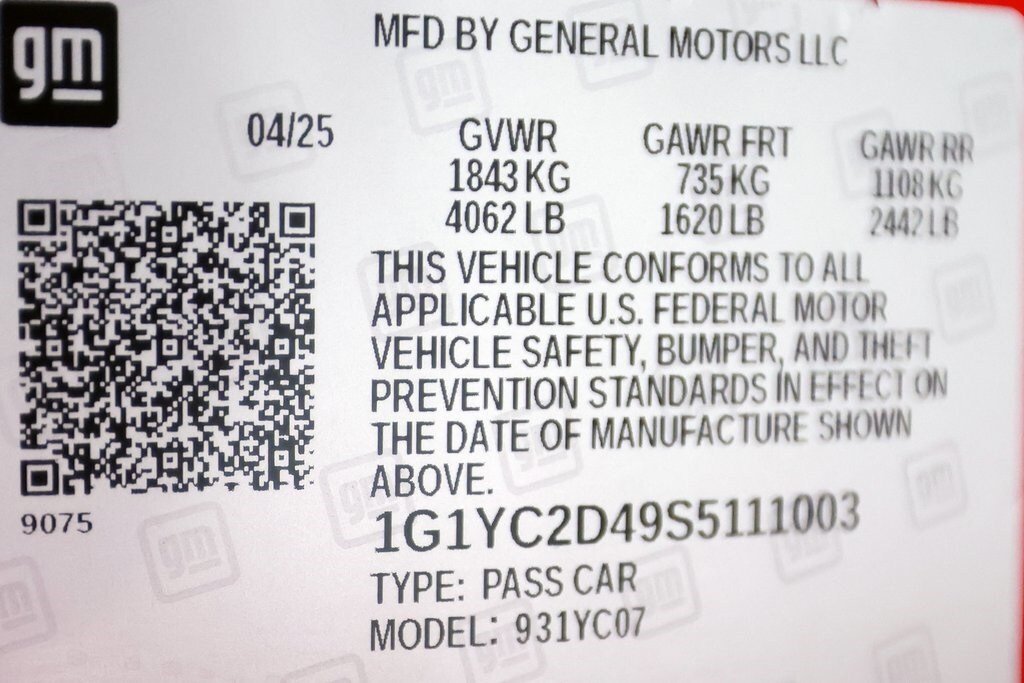 gm
MFD BY GENERAL MOTORS LLC
04/25 GVWR GAWR FRT GAWR RR
1843 KG 735 KG 1108 KG
4062 LB 1620 LB 2442 LB
THIS VEHICLE CONFORMS TO ALL
APPLICABLE U.S. FEDERAL MOTOR
VEHICLE SAFETY, BUMPER, AND THEFT
PREVENTION STANDARDS IN EFFECT ON
THE DATE OF MANUFACTURE SHOWN
ABOVE.
9075
1G1YC2D49S5111003
TYPE: PASS CAR
MODEL: 931YC07